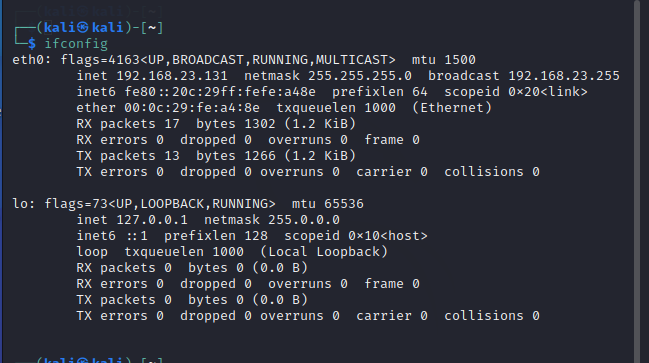 ┌──(kali㉿kali)-[~]
└─$ ifconfig
eth0: flags=4163<UP,BROADCAST,RUNNING,MULTICAST>  mtu 1500
        inet 192.168.23.131  netmask 255.255.255.0  broadcast 192.168.23.255
        inet6 fe80::20c:29ff:fefe:a48e  prefixlen 64  scopeid 0×20<link>
        ether 00:0c:29:fe:a4:8e  txqueuelen 1000  (Ethernet)
        RX packets 17  bytes 1302 (1.2 KiB)
        RX errors 0  dropped 0  overruns 0  frame 0
        TX packets 13  bytes 1266 (1.2 KiB)
        TX errors 0  dropped 0 overruns 0  carrier 0  collisions 0

lo: flags=73<UP,LOOPBACK,RUNNING>  mtu 65536
        inet 127.0.0.1  netmask 255.0.0.0
        inet6 ::1  prefixlen 128  scopeid 0×10<host>
        loop  txqueuelen 1000  (Local Loopback)
        RX packets 0  bytes 0 (0.0 B)
        RX errors 0  dropped 0  overruns 0  frame 0
        TX packets 0  bytes 0 (0.0 B)
        TX errors 0  dropped 0 overruns 0  carrier 0  collisions 0

┌──(kali㉿kali)-[~]